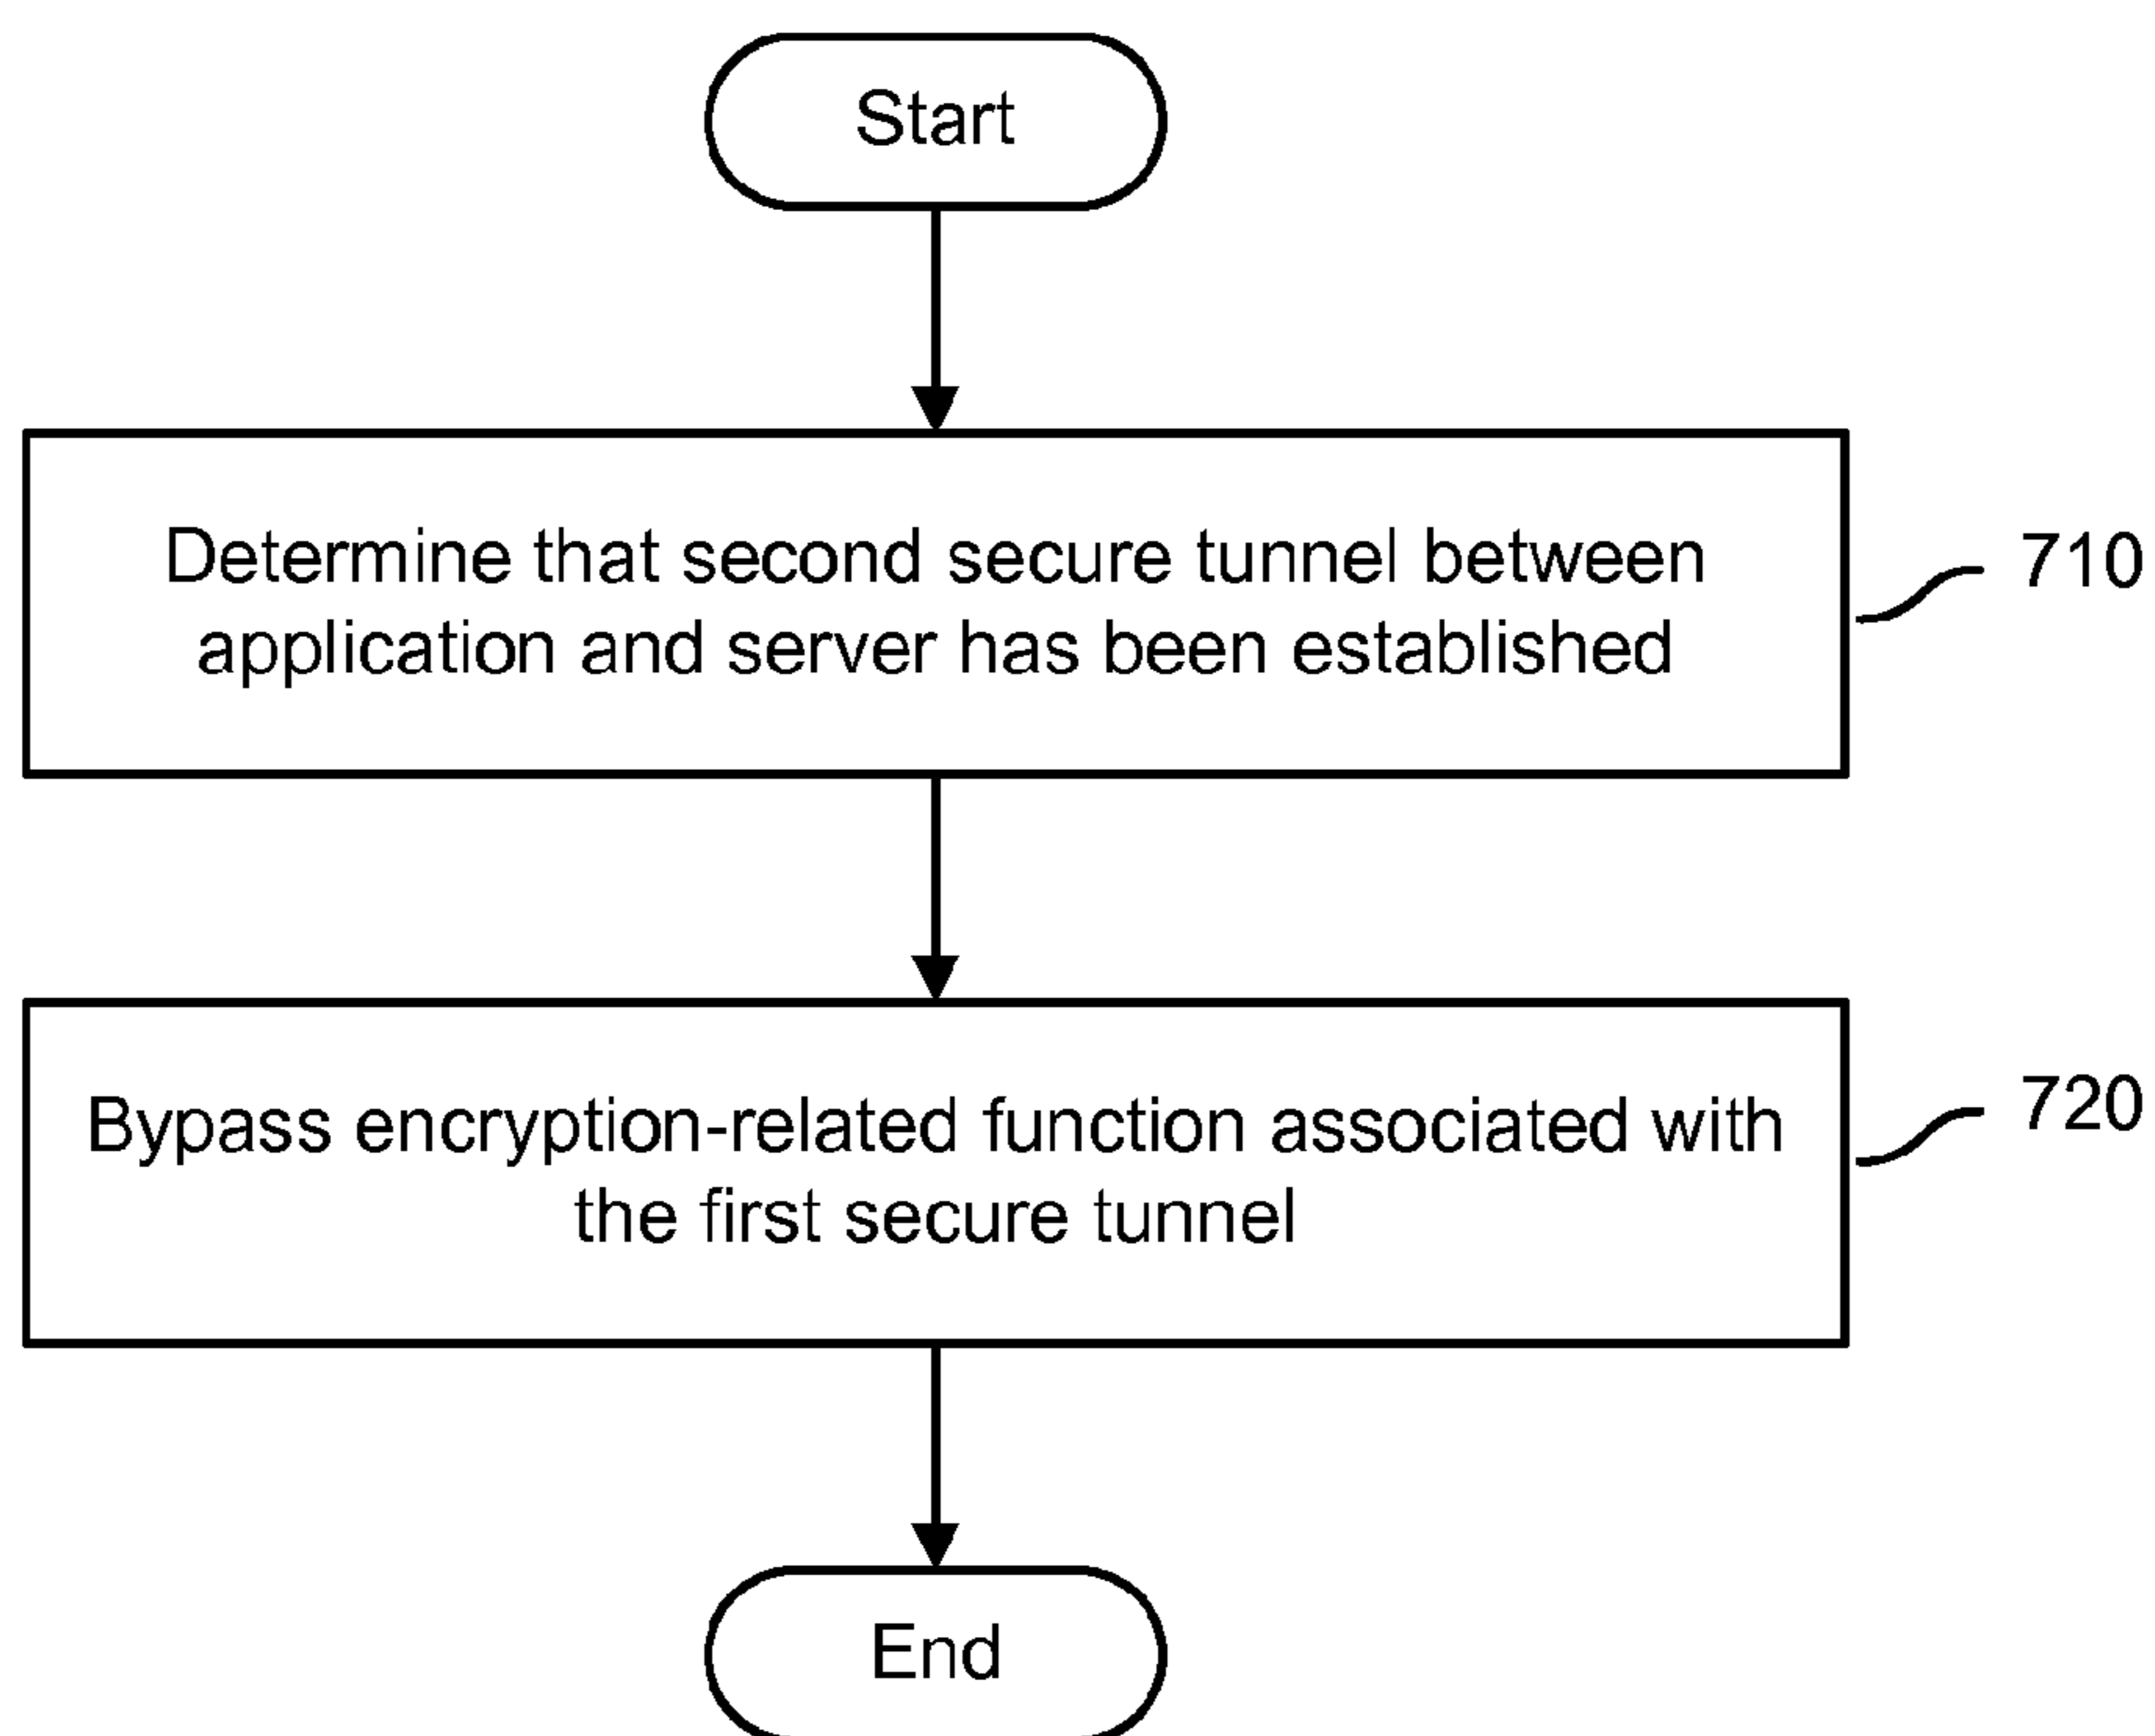 Start
Determine that second secure tunnel between
application and server has been established
710
Bypass encryption-related function associated with
the first secure tunnel
720
End